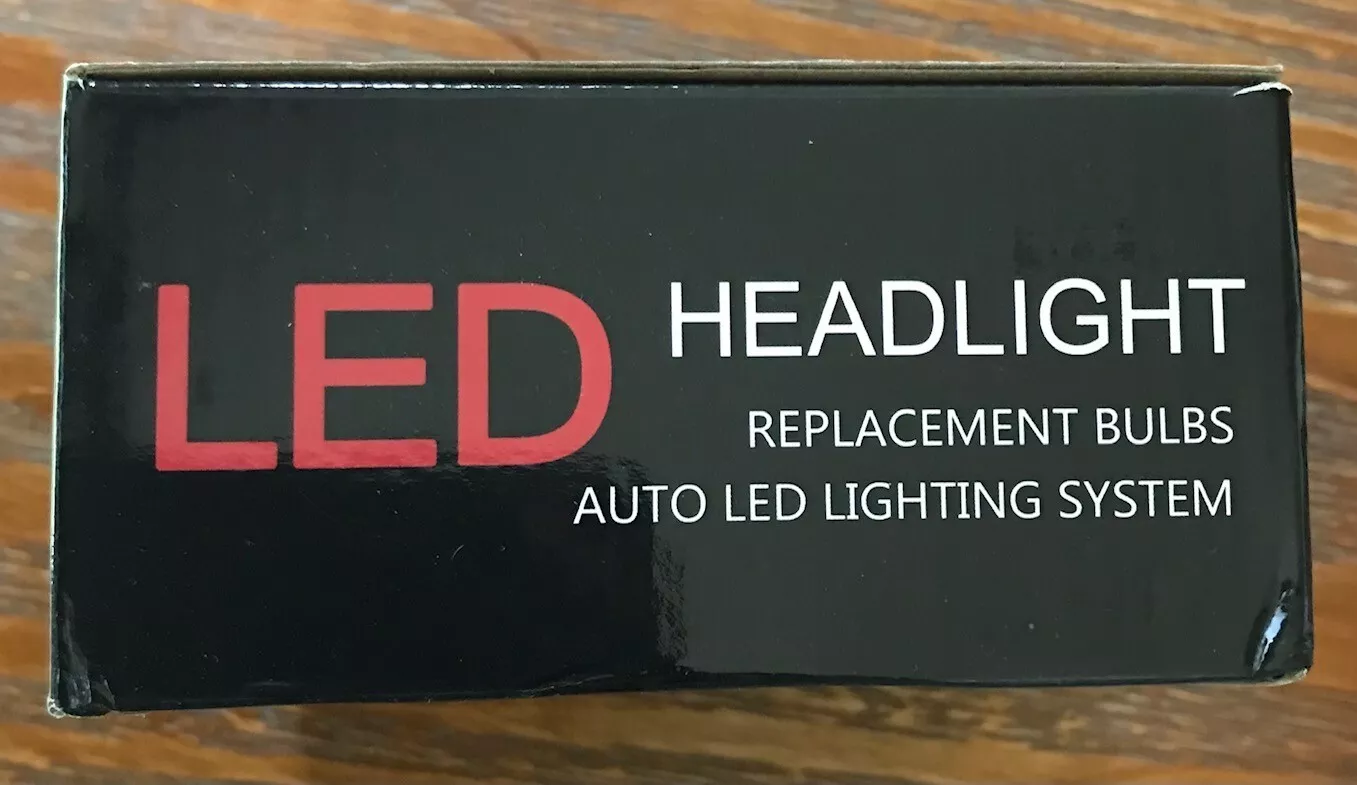 LED HEADLIGHT
REPLACEMENT BULBS
AUTO LED LIGHTING SYSTEM